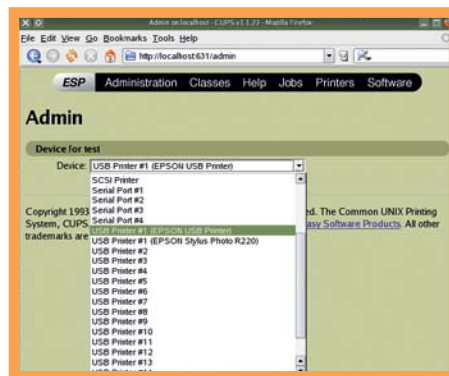 Admin on localhost - CUPS v1.1.23 - Mozilla Firefox
File Edit View Go Bookmarks Tools Help
http://localhost:631/admin
ESP Administration Classes Help Jobs Printers Software
Admin
Device for test
Device: USB Printer #1 (EPSON USB Printer)
SCSI Printer
Serial Port #1
Serial Port #2
Serial Port #3
Serial Port #4
USB Printer #1 (EPSON USB Printer)
USB Printer #1 (EPSON Stylus Photo R220)
USB Printer #2
USB Printer #3
USB Printer #4
USB Printer #5
USB Printer #6
USB Printer #7
USB Printer #8
USB Printer #9
USB Printer #10
USB Printer #11
USB Printer #12
USB Printer #13
Copyright 1993 ed. The Common UNIX Printing
System, CUPS asy Software Products. All other
trademarks are